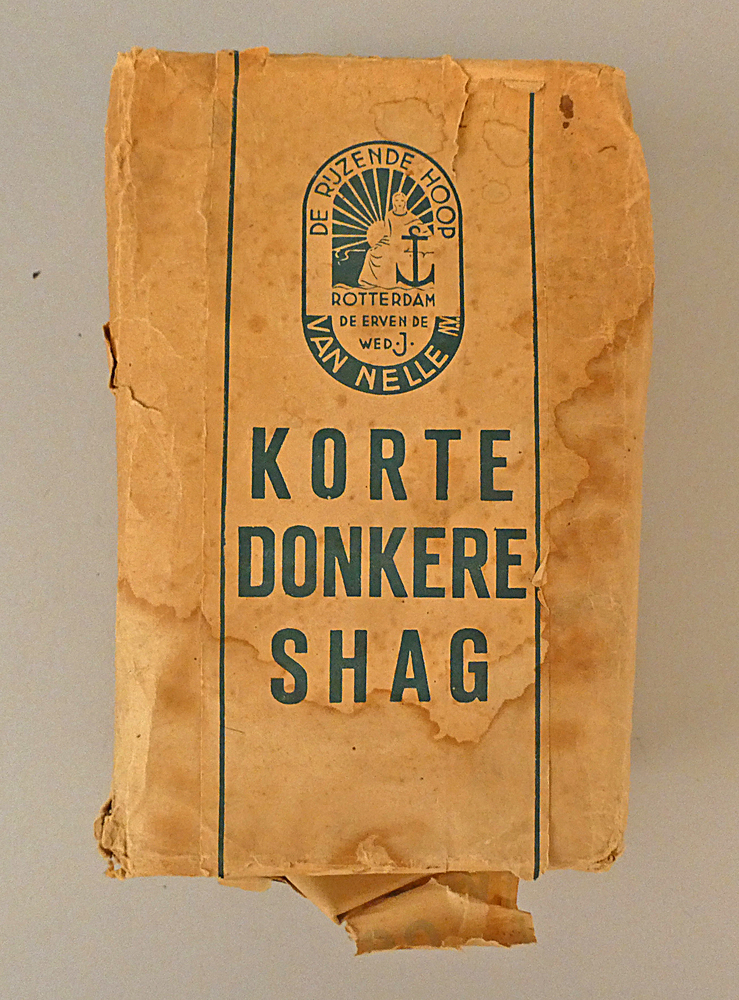 DE RIJZENDE HOOP
ROTTERDAM
DE ERVEN DE
WED. J.
VAN NELLE N.V.
KORTE
DONKERE
SHAG